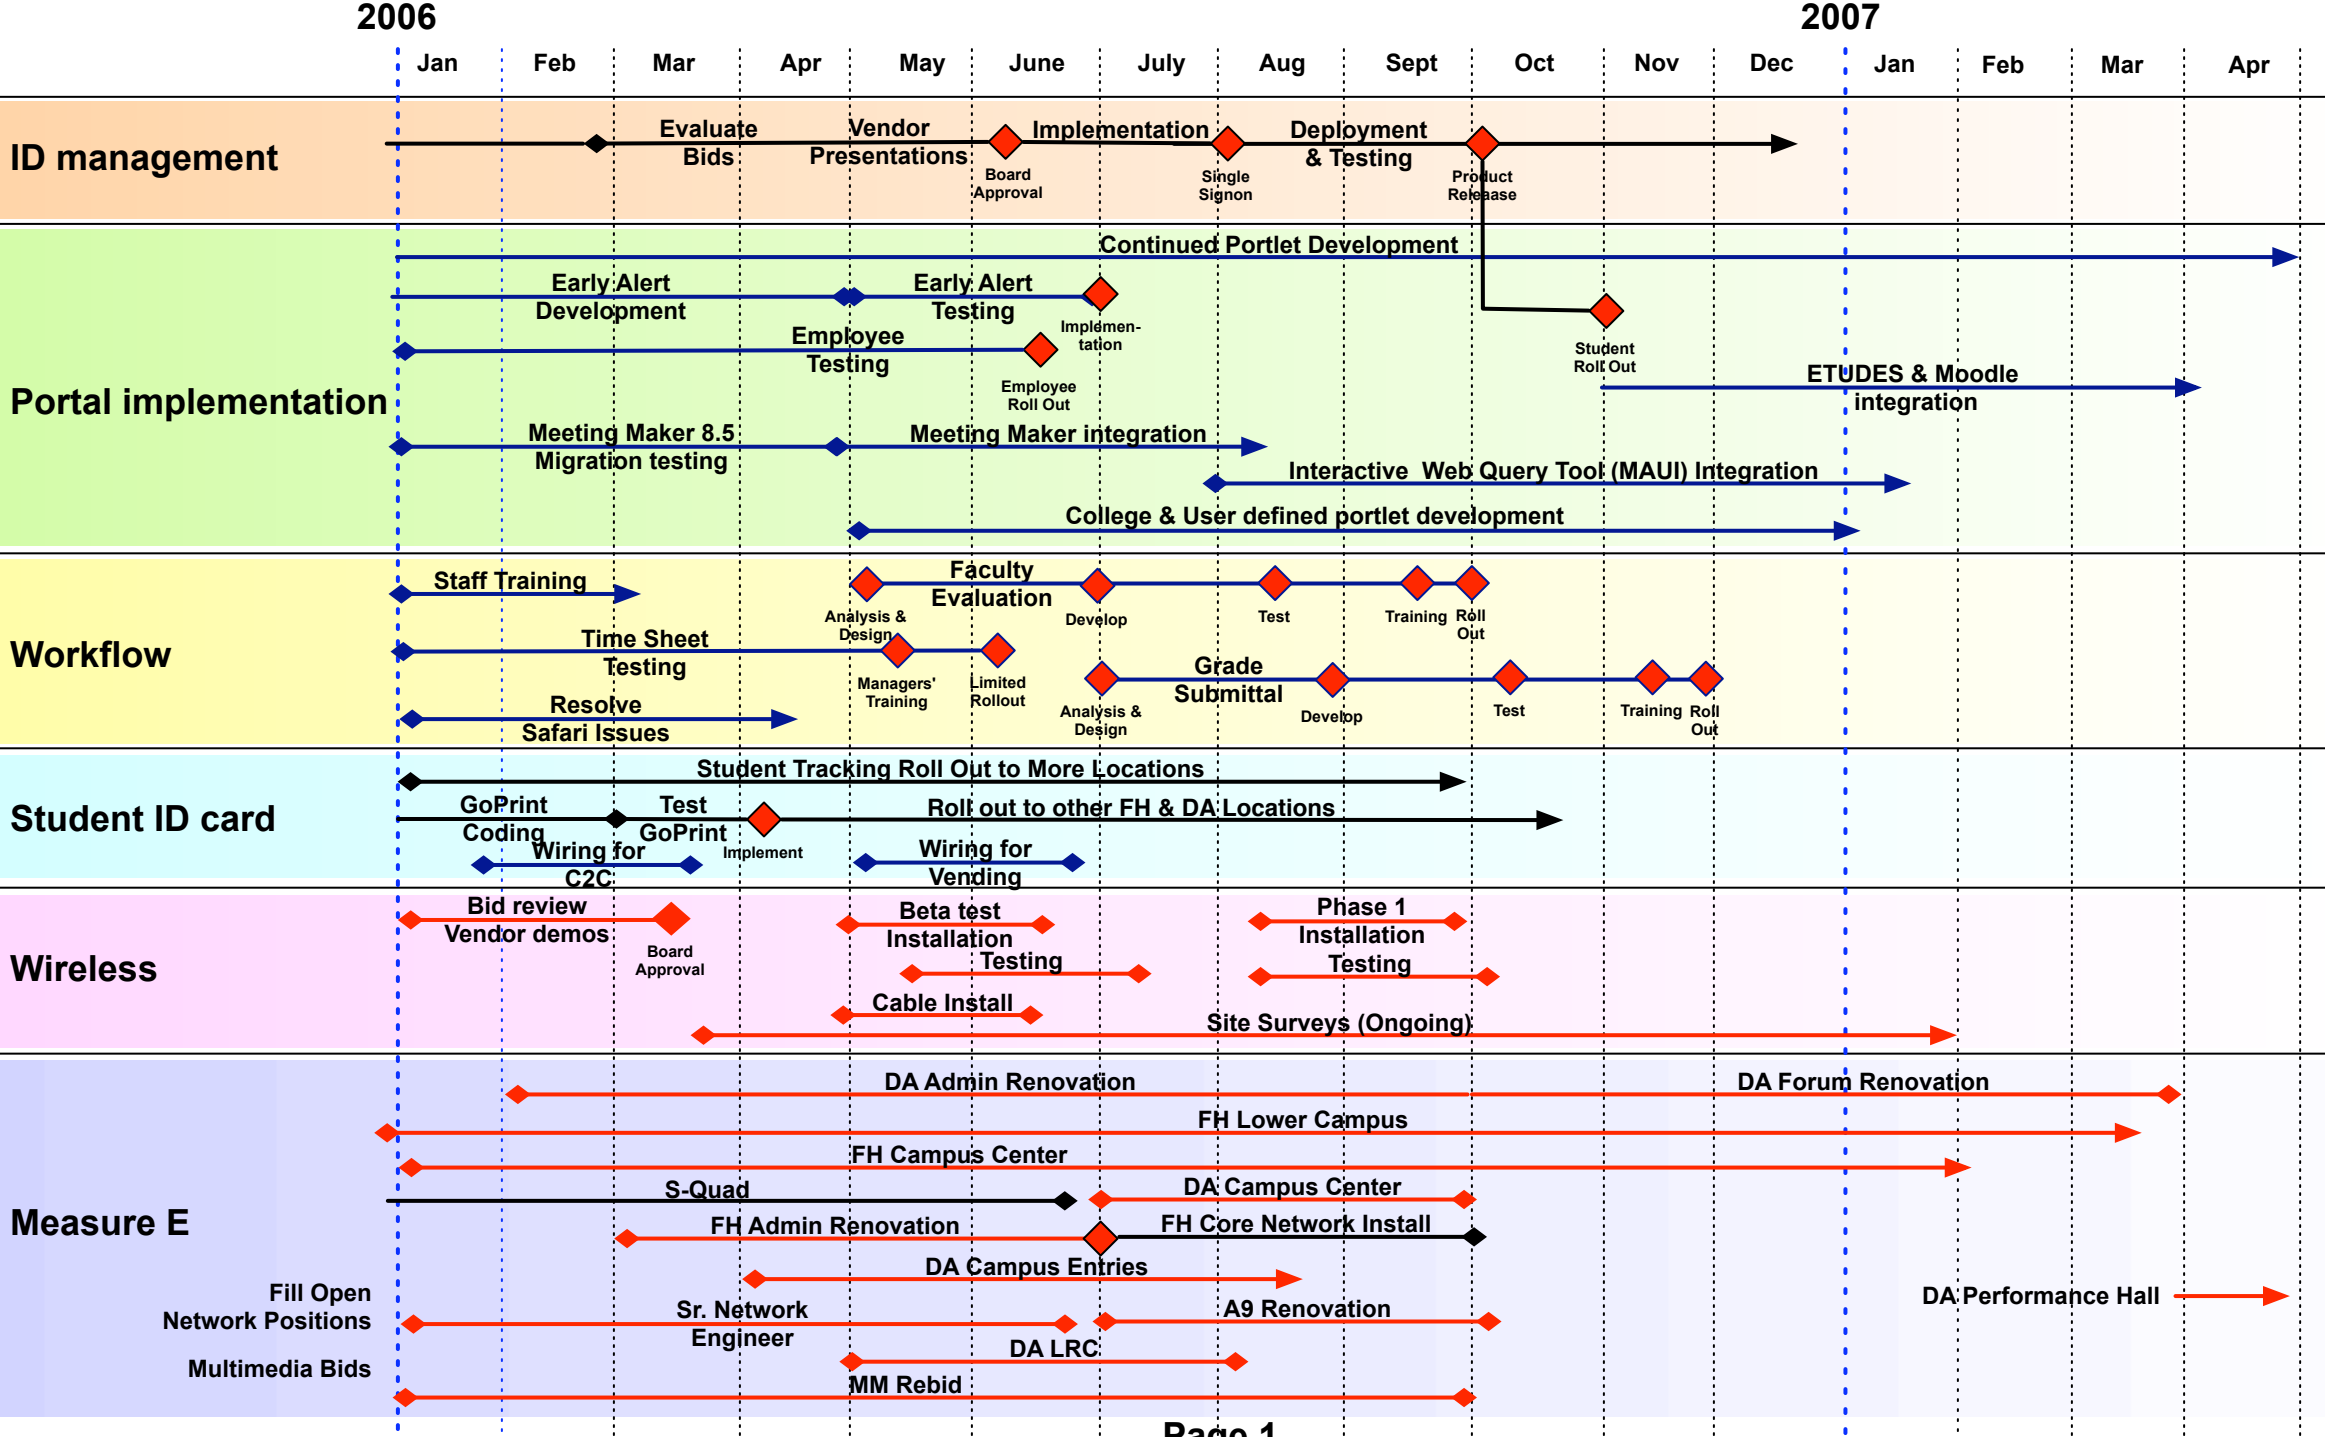 2006
2007
Jan Feb Mar Apr May June July Aug Sept Oct Nov Dec Jan Feb Mar Apr
ID management
Evaluate
Bids
Vendor
Presentations
Board
Approval
Implementation
Single
Signon
Deployment
& Testing
Product
Releaase
Portal implementation
Continued Portlet Development
Early Alert
Development
Early Alert
Testing
Implemen-
tation
Student
Roll Out
Employee
Testing
Employee
Roll Out
ETUDES & Moodle
integration
Meeting Maker 8.5
Migration testing
Meeting Maker integration
Interactive Web Query Tool (MAUI) Integration
College & User defined portlet development
Workflow
Staff Training
Faculty
Evaluation
Analysis &
Design
Develop
Test
Training
Roll
Out
Time Sheet
Testing
Managers'
Training
Limited
Rollout
Grade
Submittal
Analysis &
Design
Develop
Test
Training
Roll
Out
Resolve
Safari Issues
Student ID card
Student Tracking Roll Out to More Locations
GoPrint
Coding
Test
GoPrint
Implement
Roll out to other FH & DA Locations
Wiring for
C2C
Wiring for
Vending
Wireless
Bid review
Vendor demos
Board
Approval
Beta test
Installation
Phase 1
Installation
Testing
Testing
Cable Install
Site Surveys (Ongoing)
Measure E
DA Admin Renovation
DA Forum Renovation
FH Lower Campus
FH Campus Center
S-Quad
DA Campus Center
FH Admin Renovation
FH Core Network Install
DA Campus Entries
DA Performance Hall
Fill Open
Network Positions
Sr. Network
Engineer
A9 Renovation
DA LRC
Multimedia Bids
MM Rebid
Page 1